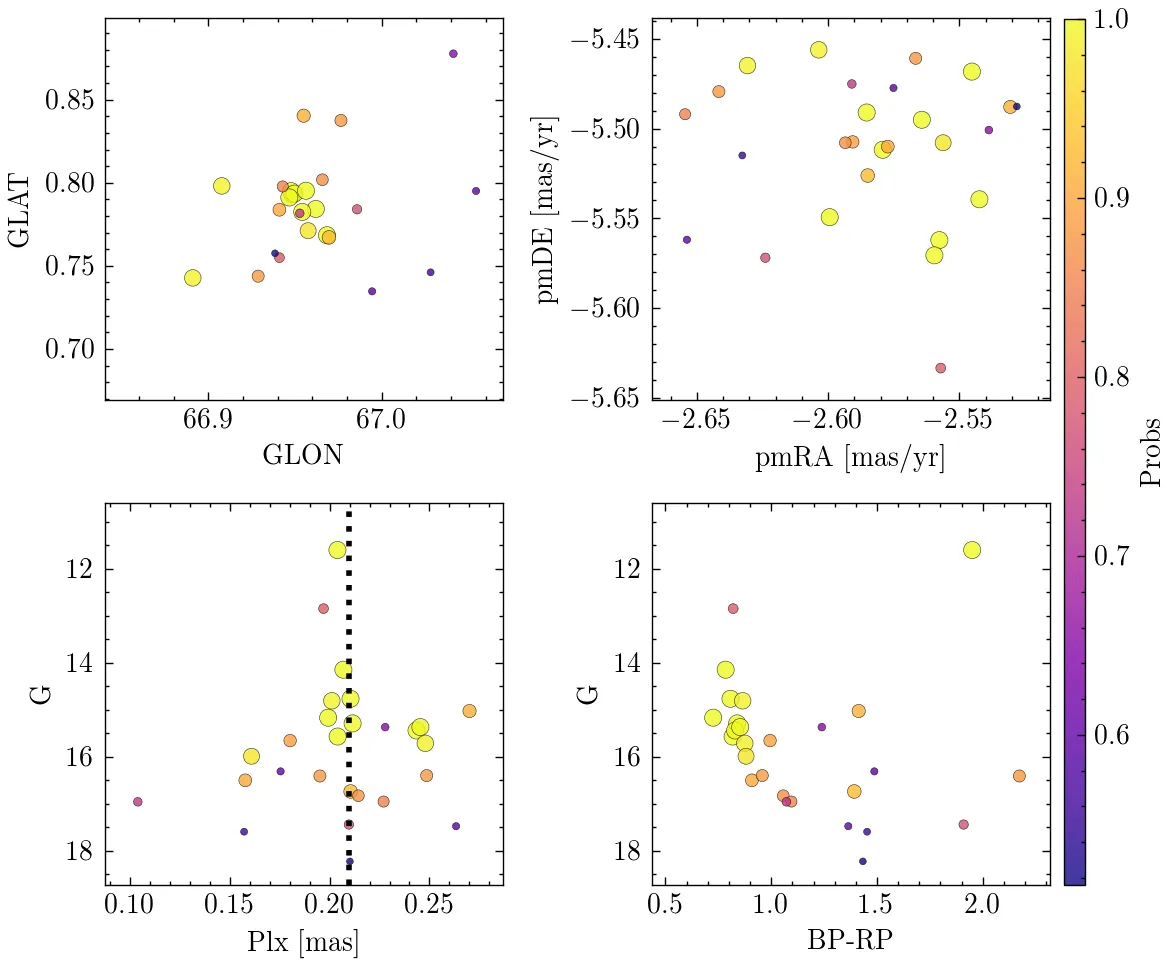 0.85
0.80
0.75
0.70
GLAT
66.9 67.0
GLON
−5.45
−5.50
−5.55
−5.60
−5.65
pmDE [mas/yr]
−2.65 −2.60 −2.55
pmRA [mas/yr]
1.0
0.9
0.8
0.7
0.6
Probs
12
14
16
18
G
0.10 0.15 0.20 0.25
Plx [mas]
12
14
16
18
G
0.5 1.0 1.5 2.0
BP-RP